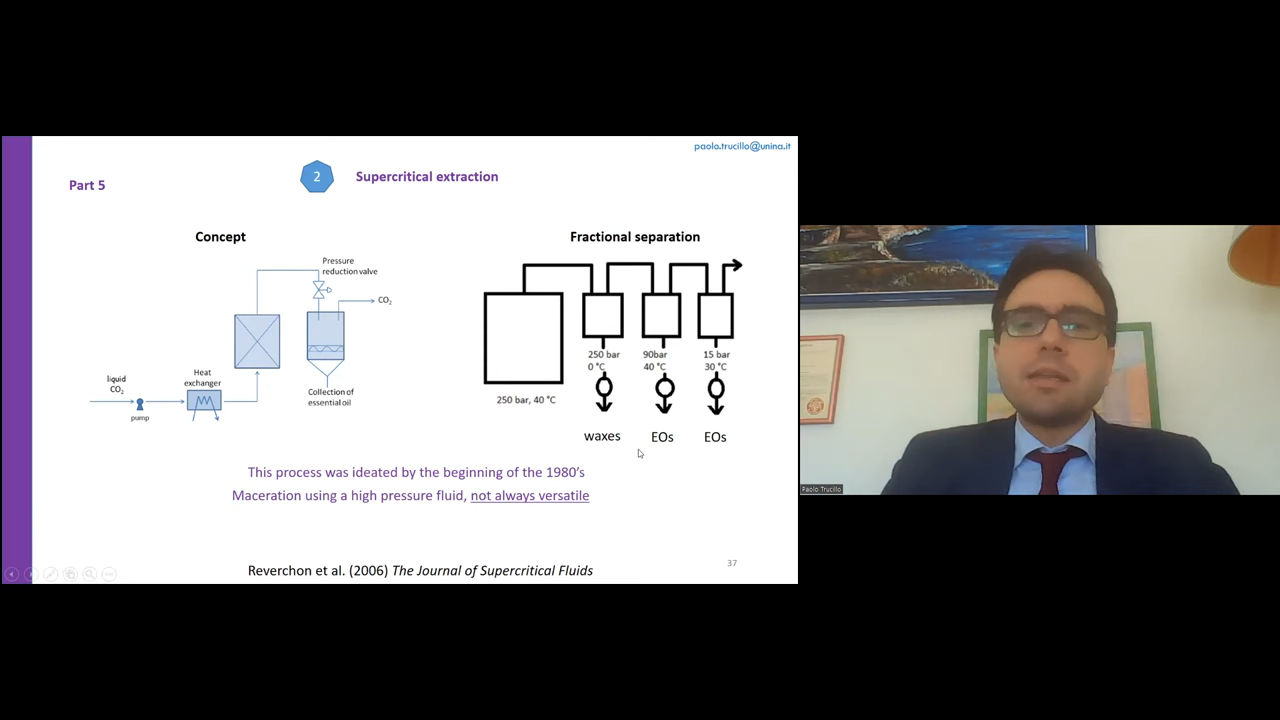 paolo.trucillo@unina.it
Part 5
2
Supercritical extraction
Concept
Fractional separation
Pressure
reduction valve
CO2
liquid
CO2
pump
Heat
exchanger
Collection of
essential oil
250 bar, 40 °C
250 bar
0 °C
90bar
40 °C
15 bar
30 °C
waxes
EOs
EOs
This process was ideated by the beginning of the 1980’s
Maceration using a high pressure fluid, not always versatile
Reverchon et al. (2006) The Journal of Supercritical Fluids
37
Paolo Trucillo